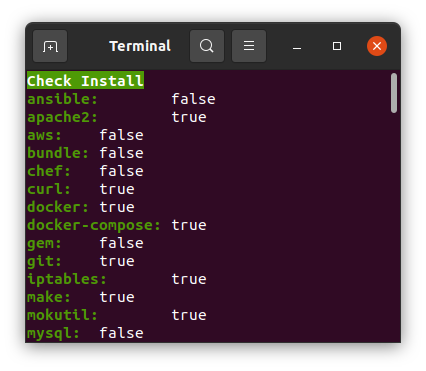 Terminal
Check Install
ansible: false
apache2: true
aws: false
bundle: false
chef: false
curl: true
docker: true
docker-compose: true
gem: false
git: true
iptables: true
make: true
mokutil: true
mysql: false